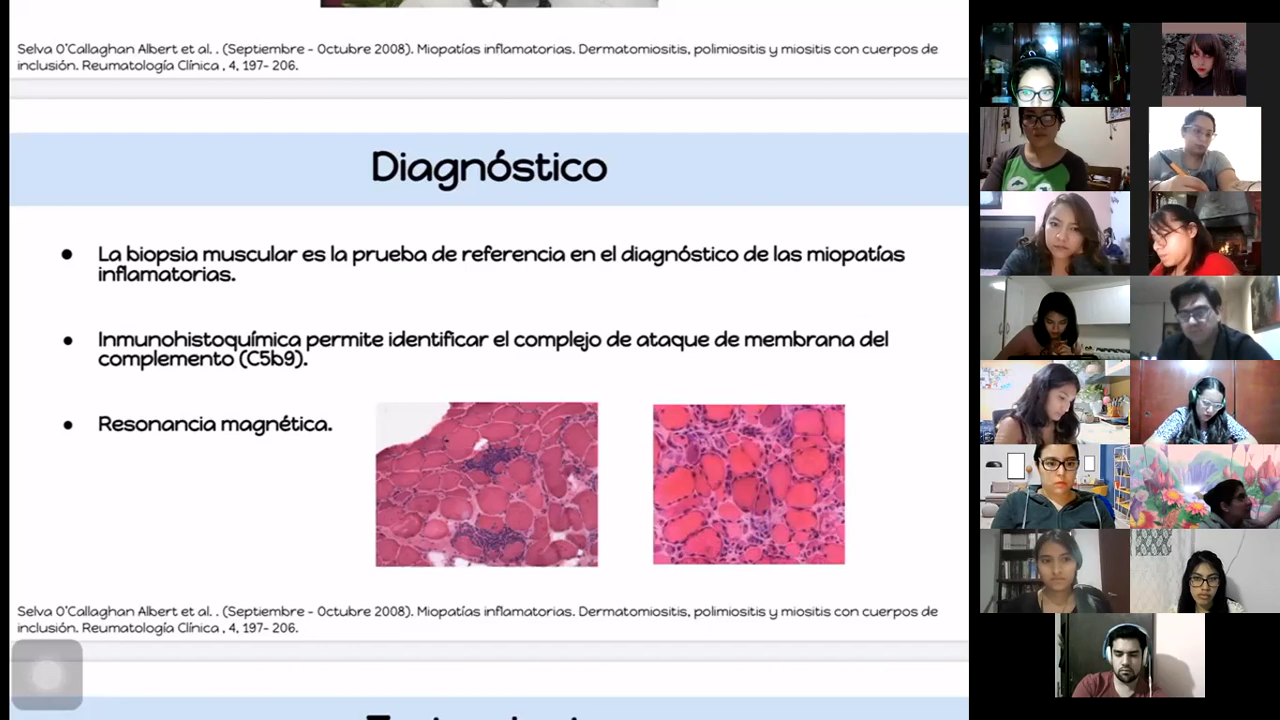 Selva O'Callaghan Albert et al. . (Septiembre - Octubre 2008). Miopatías inflamatorias. Dermatomiositis, polimiositis y miositis con cuerpos de
inclusión. Reumatología Clínica , 4, 197- 206.
Diagnóstico
● La biopsia muscular es la prueba de referencia en el diagnóstico de las miopatías
inflamatorias.
● Inmunohistoquímica permite identificar el complejo de ataque de membrana del
complemento (C5b9).
● Resonancia magnética.
Selva O'Callaghan Albert et al. . (Septiembre - Octubre 2008). Miopatías inflamatorias. Dermatomiositis, polimiositis y miositis con cuerpos de
inclusión. Reumatología Clínica , 4, 197- 206.